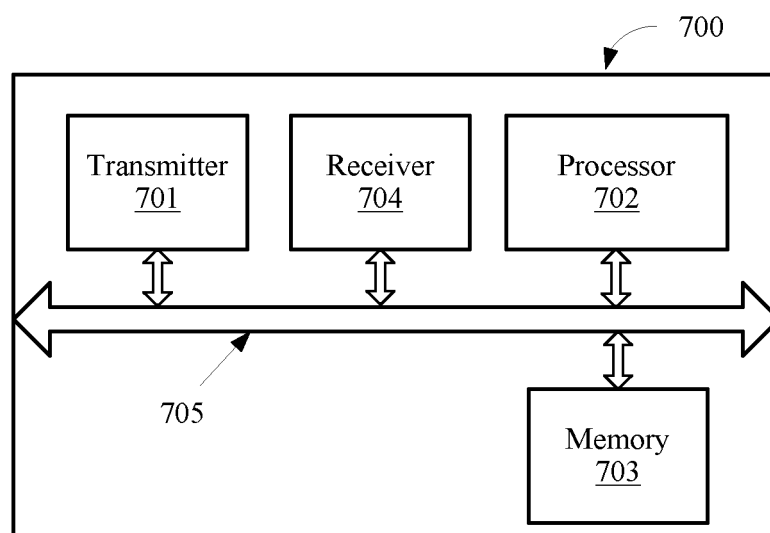 700
Transmitter
701
Receiver
704
Processor
702
705
Memory
703